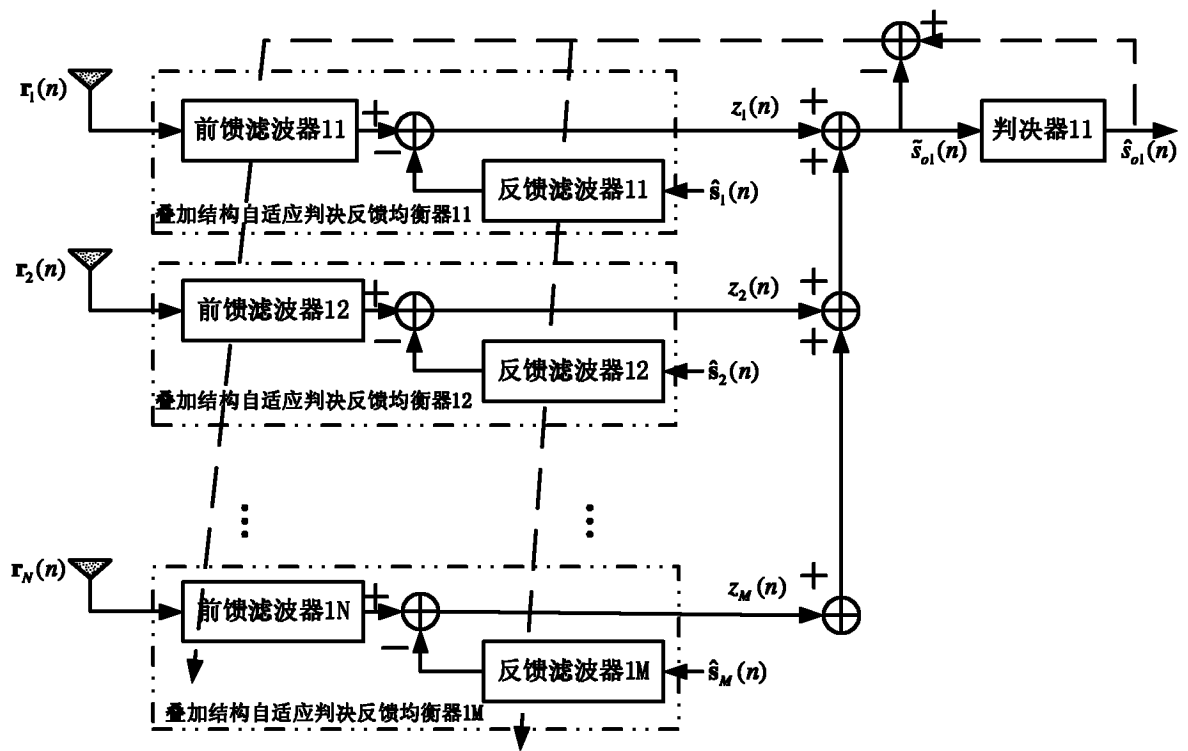 r₁(n)
前馈滤波器11
+
−
z₁(n)
+
+
s̃ₒ₁(n)
判决器11
ŝₒ₁(n)
+
+
−
反馈滤波器11
ŝ₁(n)
叠加结构自适应判决反馈均衡器11
r₂(n)
前馈滤波器12
+
−
z₂(n)
+
+
反馈滤波器12
ŝ₂(n)
叠加结构自适应判决反馈均衡器12
⋮
⋮
r_N(n)
前馈滤波器1N
+
−
z_M(n)
+
反馈滤波器1M
ŝ_M(n)
叠加结构自适应判决反馈均衡器1M